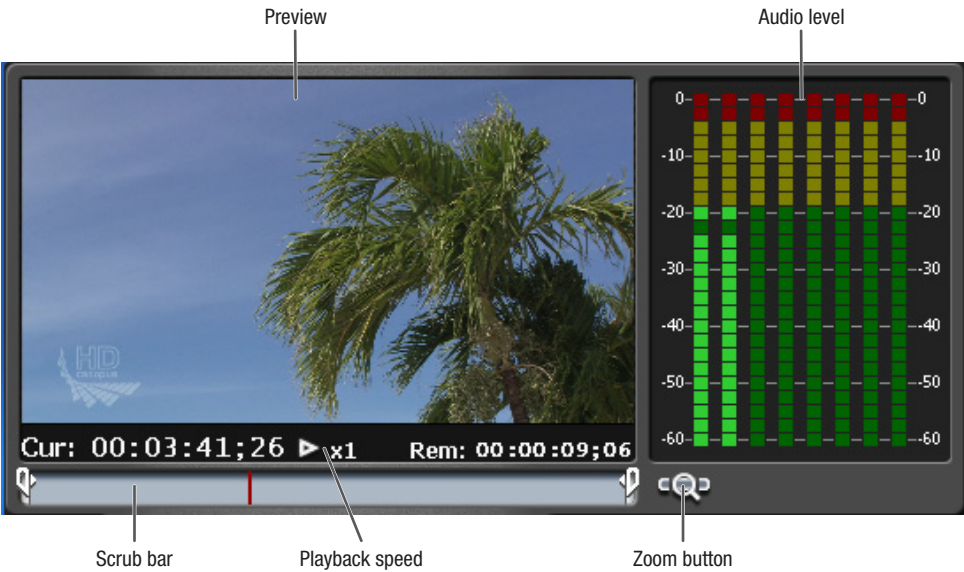 Preview
Audio level
0 0
-10 -10
-20 -20
-30 -30
-40 -40
-50 -50
-60 -60
HD
catapus
Cur: 00:03:41;26 x1 Rem: 00:00:09;06
Scrub bar
Playback speed
Zoom button